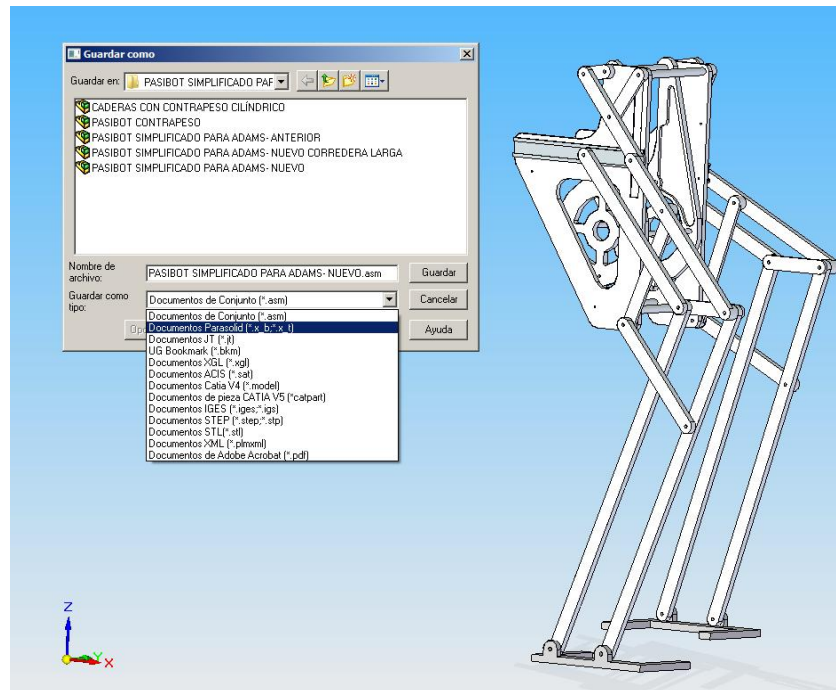 Guardar como
Guardar en: PASIBOT SIMPLIFICADO PAF
CADERAS CON CONTRAPESO CILÍNDRICO
PASIBOT CONTRAPESO
PASIBOT SIMPLIFICADO PARA ADAMS- ANTERIOR
PASIBOT SIMPLIFICADO PARA ADAMS- NUEVO CORREDERA LARGA
PASIBOT SIMPLIFICADO PARA ADAMS- NUEVO
Nombre de
archivo:
PASIBOT SIMPLIFICADO PARA ADAMS- NUEVO.asm
Guardar
Guardar como
tipo:
Documentos de Conjunto (*.asm)
Cancelar
Ayuda
Documentos de Conjunto (*.asm)
Documentos Parasolid (*.x_b;*.x_t)
Documentos JT (*.jt)
UG Bookmark (*.bkm)
Documentos XGL (*.xgl)
Documentos ACIS (*.sat)
Documentos Catia V4 (*.model)
Documentos de pieza CATIA V5 (*catpart)
Documentos IGES (*.iges;*.igs)
Documentos STEP (*.step;*.stp)
Documentos STL(*.stl)
Documentos XML (*.plmxml)
Documentos de Adobe Acrobat (*.pdf)
Z
Y
X